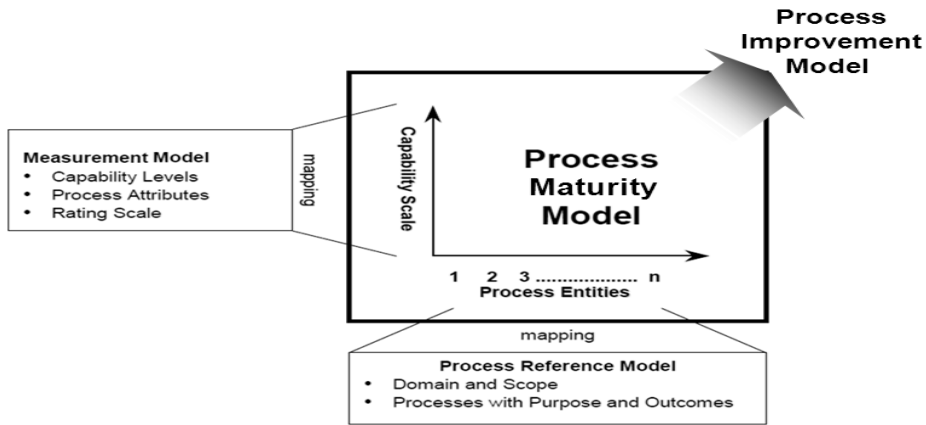 Process
Improvement
Model
Measurement Model
• Capability Levels
• Process Attributes
• Rating Scale
mapping
Capability Scale
Process
Maturity
Model
1 2 3 ................... n
Process Entities
mapping
Process Reference Model
• Domain and Scope
• Processes with Purpose and Outcomes